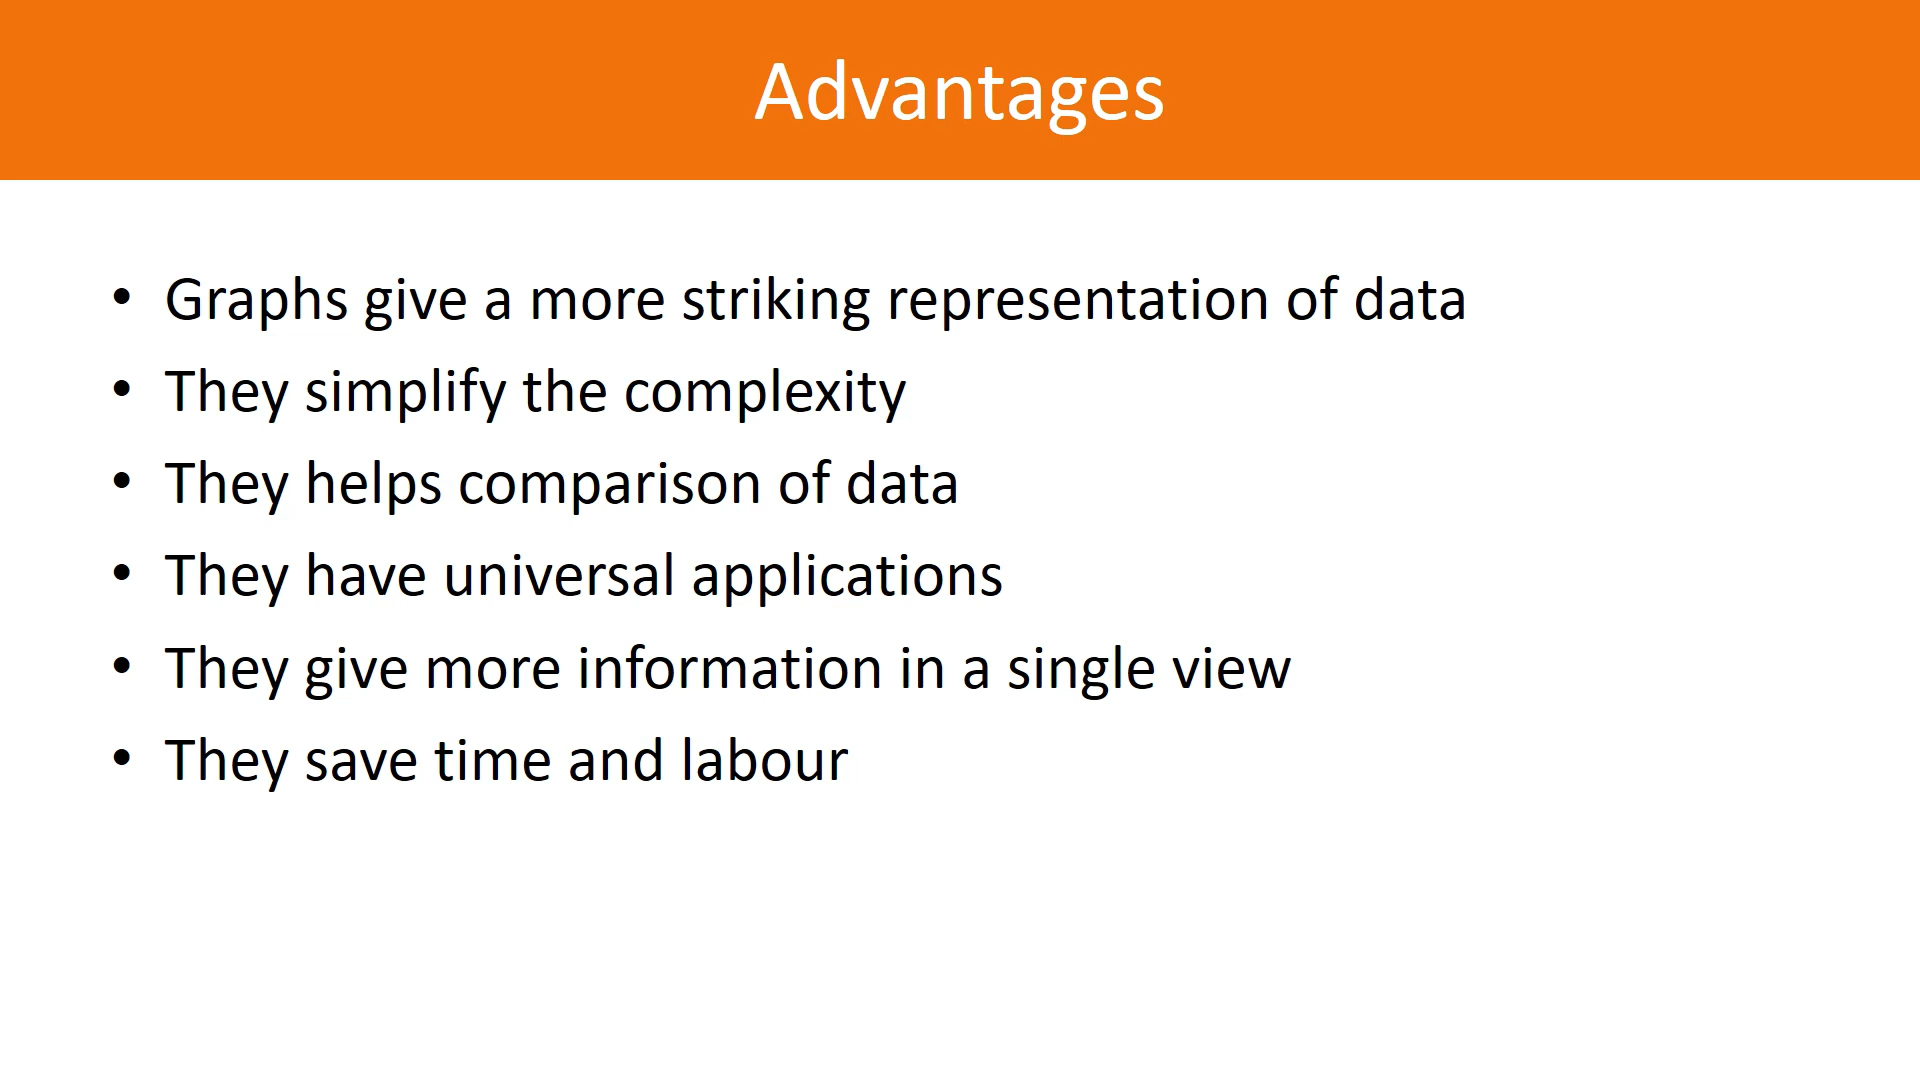 Advantages
• Graphs give a more striking representation of data
• They simplify the complexity
• They helps comparison of data
• They have universal applications
• They give more information in a single view
• They save time and labour